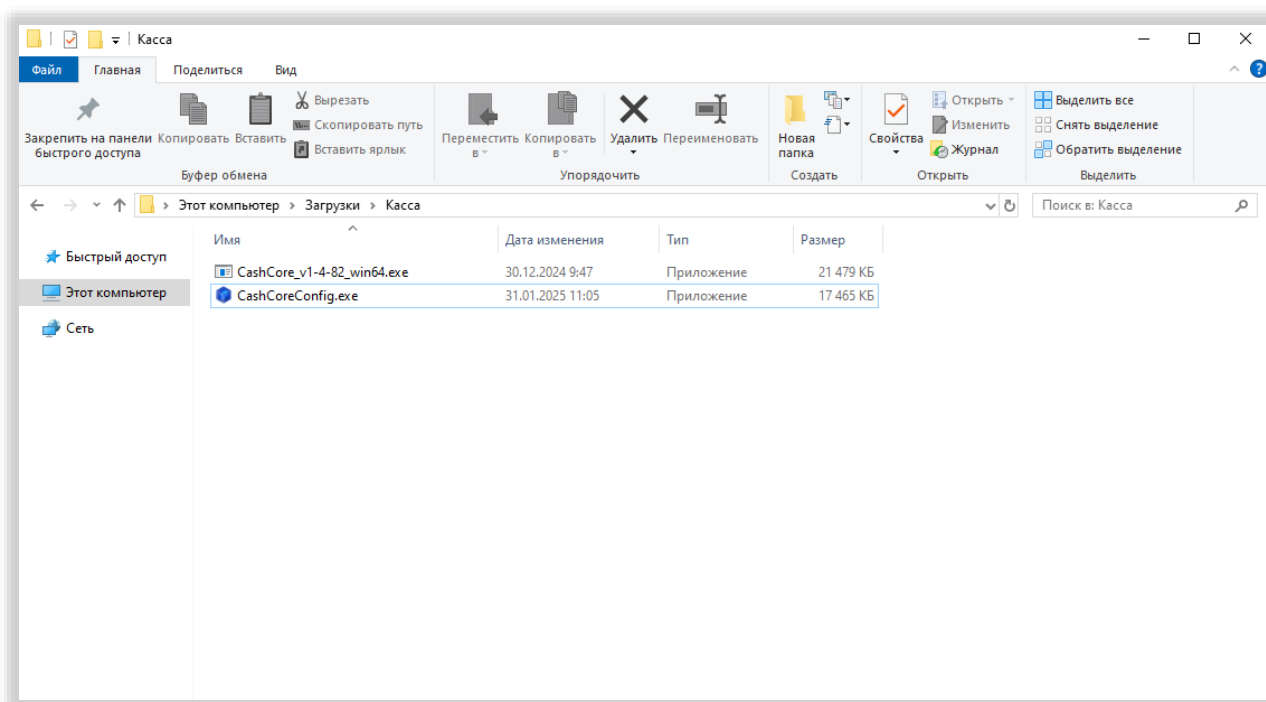 Касса
Файл Главная Поделиться Вид
Закрепить на панели быстрого доступа
Копировать
Вставить
Вырезать
Скопировать путь
Вставить ярлык
Буфер обмена
Переместить в
Копировать в
Удалить
Переименовать
Упорядочить
Новая папка
Создать
Свойства
Открыть
Изменить
Журнал
Открыть
Выделить все
Снять выделение
Обратить выделение
Выделить
Этот компьютер > Загрузки > Касса
Поиск в: Касса
Быстрый доступ
Этот компьютер
Сеть
Имя Дата изменения Тип Размер
CashCore_v1-4-82_win64.exe 30.12.2024 9:47 Приложение 21 479 КБ
CashCoreConfig.exe 31.01.2025 11:05 Приложение 17 465 КБ